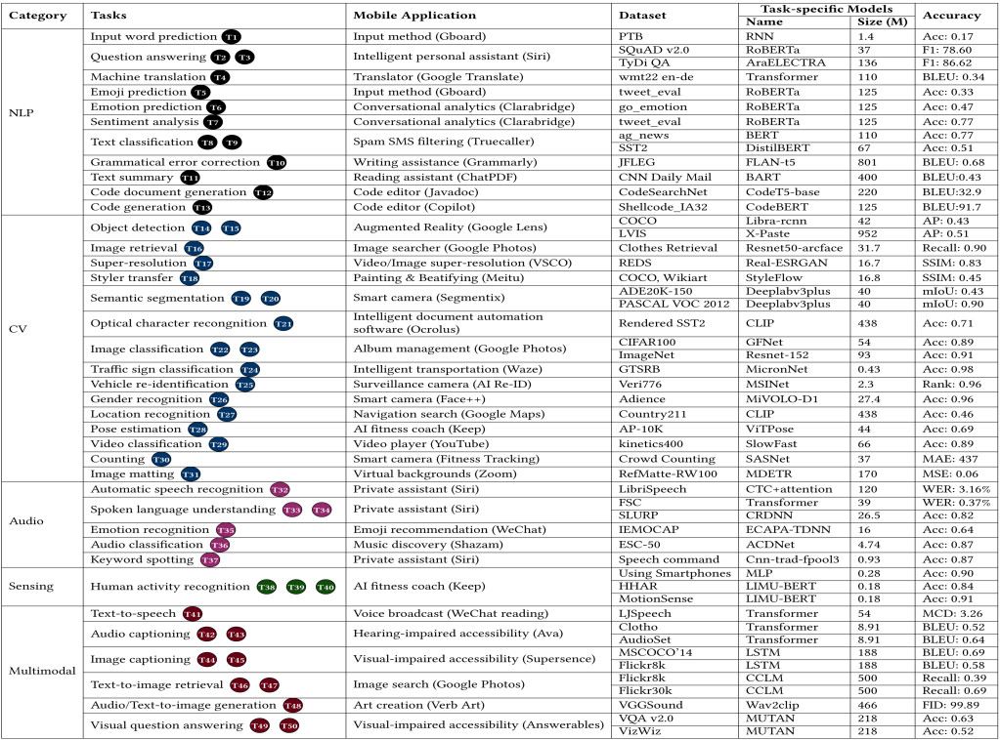 Category Tasks Mobile Application Dataset Task-specific Models Accuracy
Name Size (M)
NLP
Input word prediction T1 Input method (Gboard) PTB RNN 1.4 Acc: 0.17
Question answering T2 T3 Intelligent personal assistant (Siri) SQuAD v2.0 RoBERTa 37 F1: 78.60
TyDi QA AraELECTRA 136 F1: 86.62
Machine translation T4 Translator (Google Translate) wmt22 en-de Transformer 110 BLEU: 0.34
Emoji prediction T5 Input method (Gboard) tweet_eval RoBERTa 125 Acc: 0.33
Emotion prediction T6 Conversational analytics (Clarabridge) go_emotion RoBERTa 125 Acc: 0.47
Sentiment analysis T7 Conversational analytics (Clarabridge) tweet_eval RoBERTa 125 Acc: 0.77
Text classification T8 T9 Spam SMS filtering (Truecaller) ag_news BERT 110 Acc: 0.77
SST2 DistilBERT 67 Acc: 0.51
Grammatical error correction T10 Writing assistance (Grammarly) JFLEG FLAN-t5 801 BLEU: 0.68
Text summary T11 Reading assistant (ChatPDF) CNN Daily Mail BART 400 BLEU:0.43
Code document generation T12 Code editor (Javadoc) CodeSearchNet CodeT5-base 220 BLEU:32.9
Code generation T13 Code editor (Copilot) Shellcode_IA32 CodeBERT 125 BLEU:91.7
CV
Object detection T14 T15 Augmented Reality (Google Lens) COCO Libra-rcnn 42 AP: 0.43
LVIS X-Paste 952 AP: 0.51
Image retrieval T16 Image searcher (Google Photos) Clothes Retrieval Resnet50-arcface 31.7 Recall: 0.90
Super-resolution T17 Video/Image super-resolution (VSCO) REDS Real-ESRGAN 16.7 SSIM: 0.83
Styler transfer T18 Painting & Beatifying (Meitu) COCO, Wikiart StyleFlow 16.8 SSIM: 0.45
Semantic segmentation T19 T20 Smart camera (Segmentix) ADE20K-150 Deeplabv3plus 40 mIoU: 0.43
PASCAL VOC 2012 Deeplabv3plus 40 mIoU: 0.90
Optical character recongnition T21 Intelligent document automation software (Ocrolus) Rendered SST2 CLIP 438 Acc: 0.71
Image classification T22 T23 Album management (Google Photos) CIFAR100 GFNet 54 Acc: 0.89
ImageNet Resnet-152 93 Acc: 0.91
Traffic sign classification T24 Intelligent transportation (Waze) GTSRB MicronNet 0.43 Acc: 0.98
Vehicle re-identification T25 Surveillance camera (AI Re-ID) Veri776 MSINet 2.3 Rank: 0.96
Gender recognition T26 Smart camera (Face++) Adience MiVOLO-D1 27.4 Acc: 0.96
Location recognition T27 Navigation search (Google Maps) Country211 CLIP 438 Acc: 0.46
Pose estimation T28 AI fitness coach (Keep) AP-10K ViTPose 44 Acc: 0.69
Video classification T29 Video player (YouTube) kinetics400 SlowFast 66 Acc: 0.89
Counting T30 Smart camera (Fitness Tracking) Crowd Counting SASNet 37 MAE: 437
Image matting T31 Virtual backgrounds (Zoom) RefMatte-RW100 MDETR 170 MSE: 0.06
Audio
Automatic speech recognition T32 Private assistant (Siri) LibriSpeech CTC+attention 120 WER: 3.16%
Spoken language understanding T33 T34 Private assistant (Siri) FSC Transformer 39 WER: 0.37%
SLURP CRDNN 26.5 Acc: 0.82
Emotion recognition T35 Emoji recommendation (WeChat) IEMOCAP ECAPA-TDNN 16 Acc: 0.64
Audio classification T36 Music discovery (Shazam) ESC-50 ACDNet 4.74 Acc: 0.87
Keyword spotting T37 Private assistant (Siri) Speech command Cnn-trad-fpool3 0.93 Acc: 0.87
Sensing
Human activity recognition T38 T39 T40 AI fitness coach (Keep) Using Smartphones MLP 0.28 Acc: 0.90
HHAR LIMU-BERT 0.18 Acc: 0.84
MotionSense LIMU-BERT 0.18 Acc: 0.91
Multimodal
Text-to-speech T41 Voice broadcast (WeChat reading) LJSpeech Transformer 54 MCD: 3.26
Audio captioning T42 T43 Hearing-impaired accessibility (Ava) Clotho Transformer 8.91 BLEU: 0.52
AudioSet Transformer 8.91 BLEU: 0.64
Image captioning T44 T45 Visual-impaired accessibility (Supersence) MSCOCO'14 LSTM 188 BLEU: 0.69
Flickr8k LSTM 188 BLEU: 0.58
Text-to-image retrieval T46 T47 Image search (Google Photos) Flickr8k CCLM 500 Recall: 0.39
Flickr30k CCLM 500 Recall: 0.69
Audio/Text-to-image generation T48 Art creation (Verb Art) VGGSound Wav2clip 466 FID: 99.89
Visual question answering T49 T50 Visual-impaired accessibility (Answerables) VQA v2.0 MUTAN 218 Acc: 0.63
VizWiz MUTAN 218 Acc: 0.52